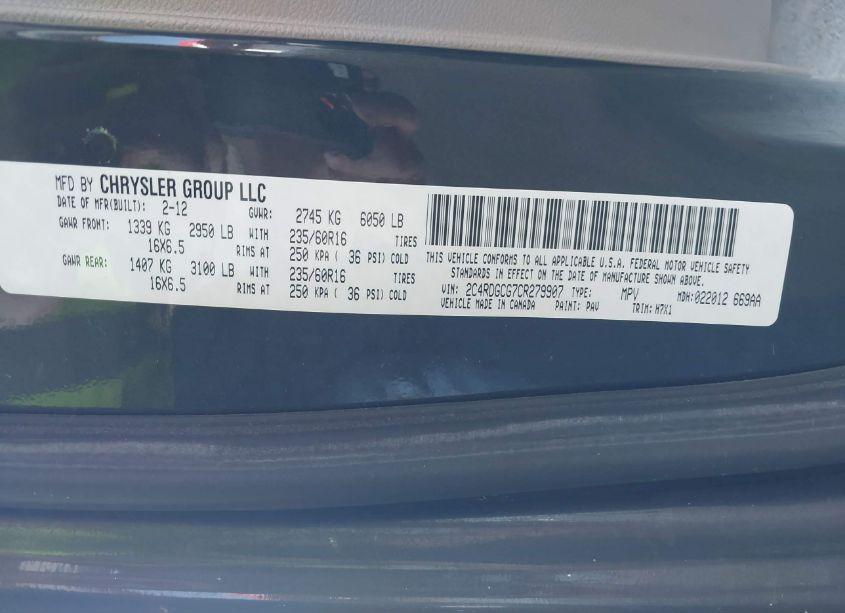 MFD BY CHRYSLER GROUP LLC
DATE OF MFR(BUILT): 2-12 GVWR: 2745 KG 6050 LB
GAWR FRONT: 1339 KG 2950 LB WITH 235/60R16 TIRES
16X6.5 RIMS AT 250 KPA ( 36 PSI) COLD
GAWR REAR: 1407 KG 3100 LB WITH 235/60R16 TIRES
16X6.5 RIMS AT 250 KPA ( 36 PSI) COLD
THIS VEHICLE CONFORMS TO ALL APPLICABLE U.S.A. FEDERAL MOTOR VEHICLE SAFETY
STANDARDS IN EFFECT ON THE DATE OF MANUFACTURE SHOWN ABOVE.
VIN: 2C4RDGCG7CR279907 TYPE: MPV MDH:022012 669AA
VEHICLE MADE IN CANADA PAINT: PAV TRIM: H7X1